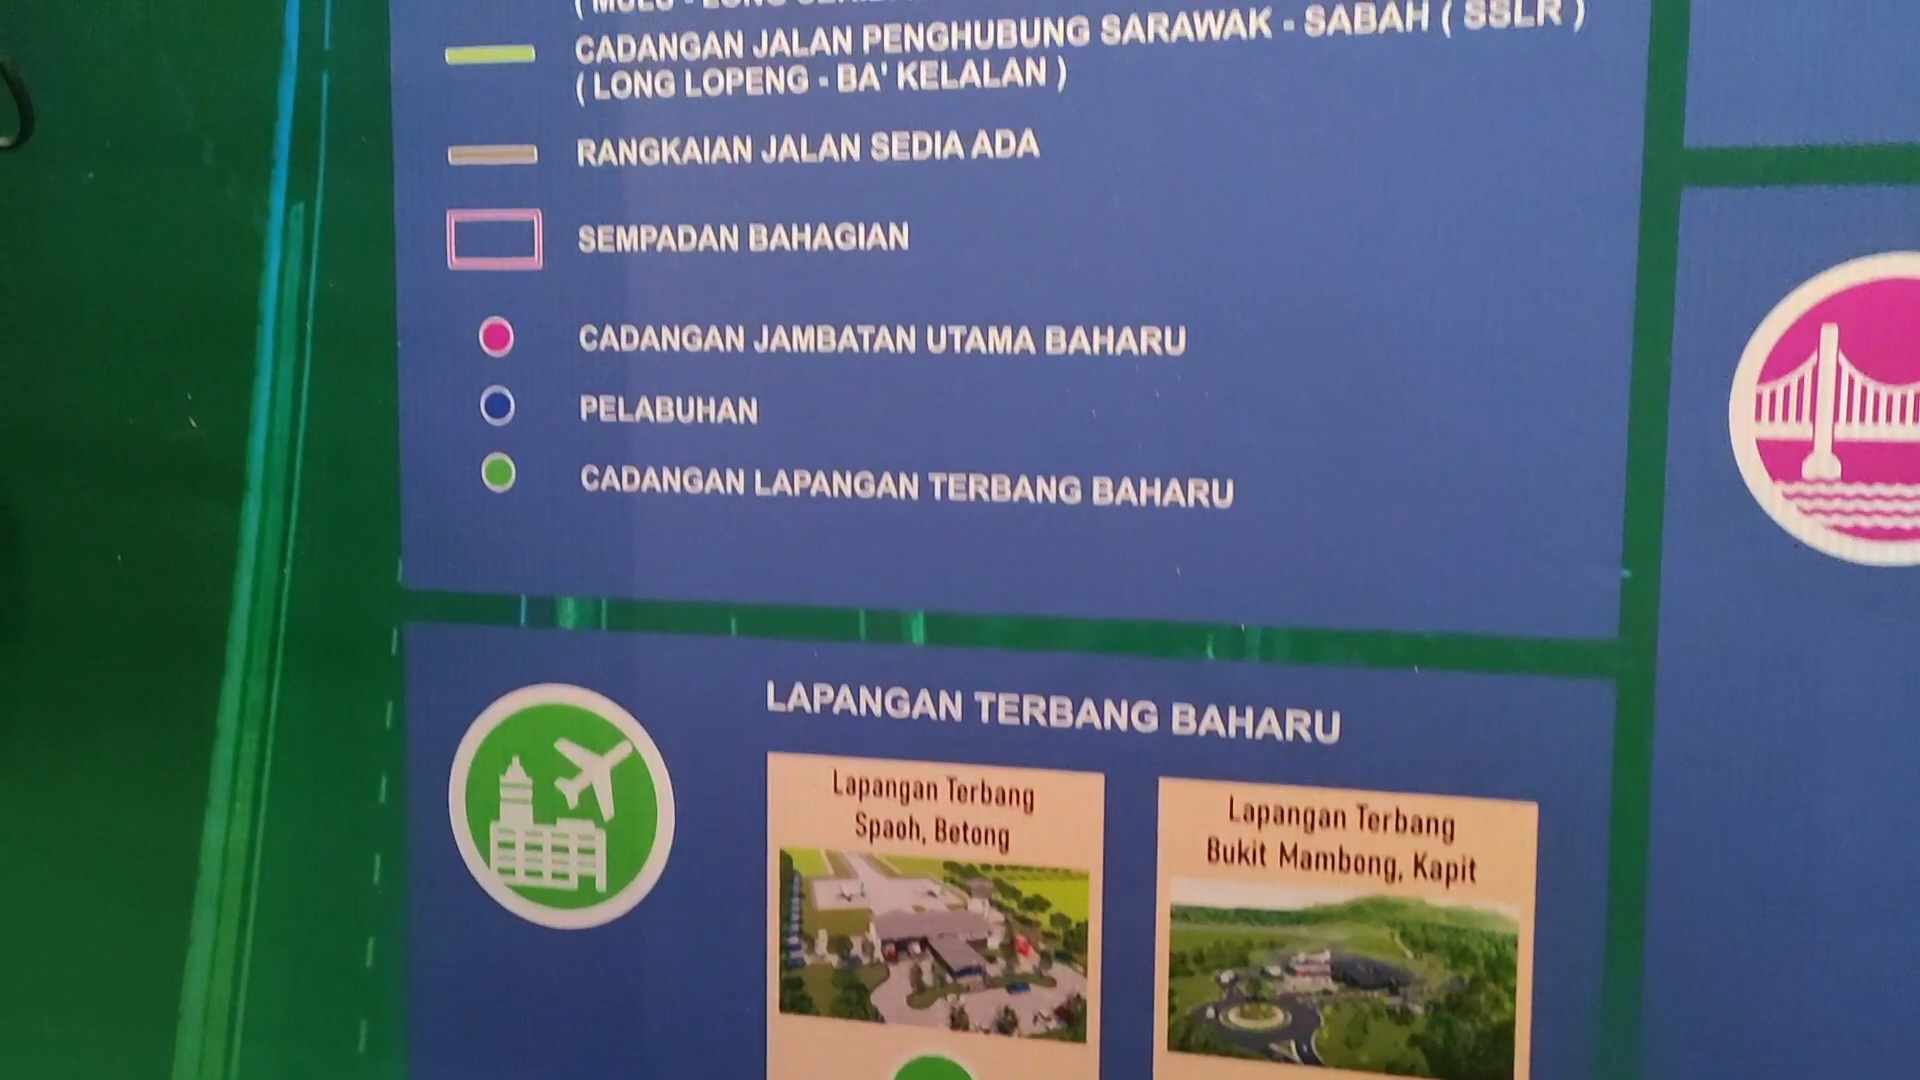 CADANGAN JALAN PENGHUBUNG SARAWAK - SABAH ( SSLR )
( LONG LOPENG - BA' KELALAN )
RANGKAIAN JALAN SEDIA ADA
SEMPADAN BAHAGIAN
CADANGAN JAMBATAN UTAMA BAHARU
PELABUHAN
CADANGAN LAPANGAN TERBANG BAHARU
LAPANGAN TERBANG BAHARU
Lapangan Terbang
Spaoh, Betong
Lapangan Terbang
Bukit Mambong, Kapit